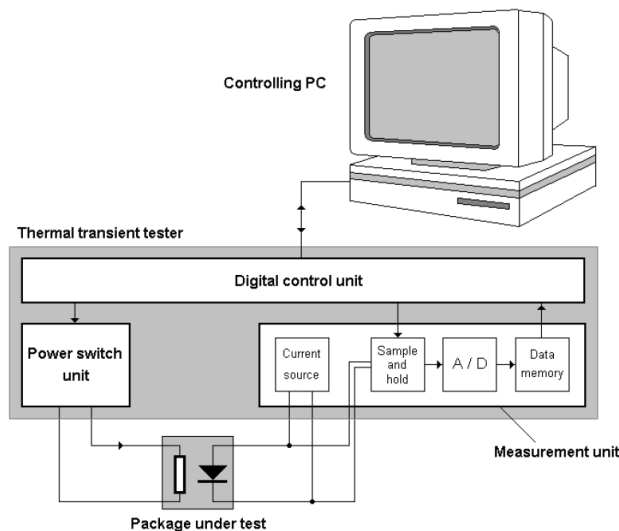 Controlling PC
Thermal transient tester
Digital control unit
Power switch
unit
Current
source
Sample
and
hold
A / D
Data
memory
Measurement unit
Package under test